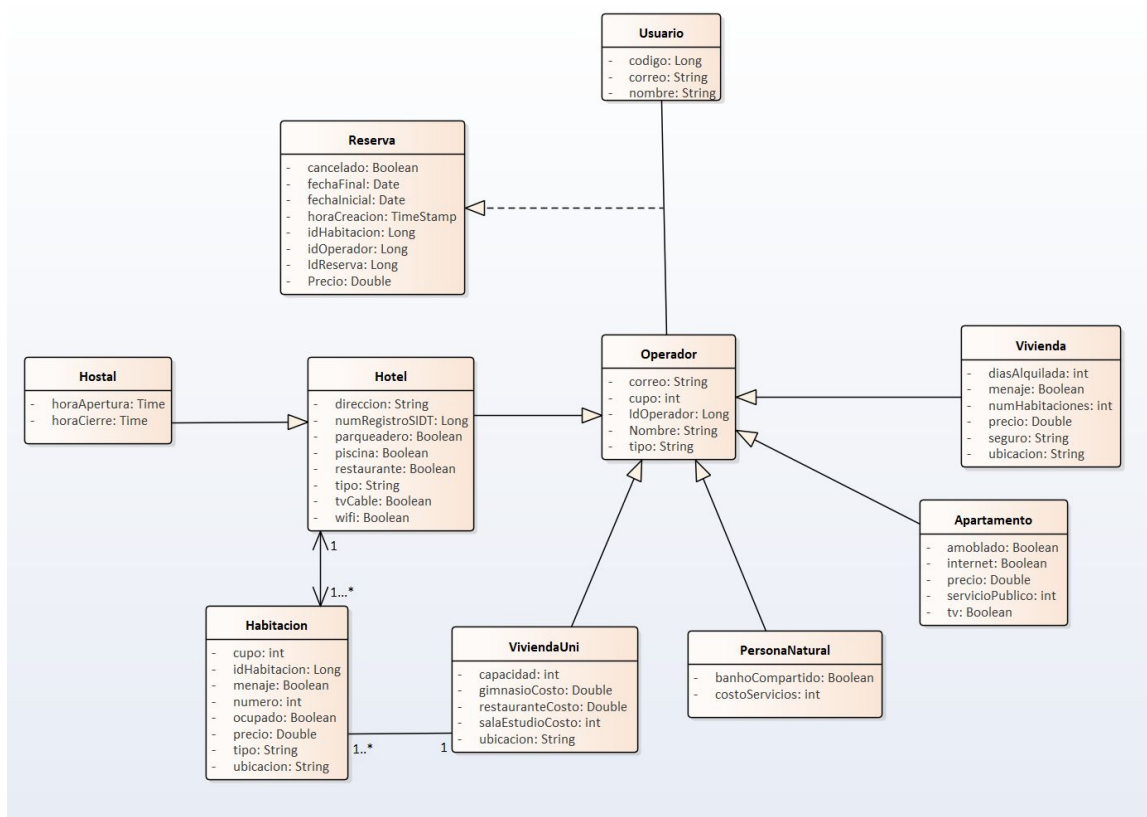 Usuario
- codigo: Long
- correo: String
- nombre: String
Reserva
- cancelado: Boolean
- fechaFinal: Date
- fechaInicial: Date
- horaCreacion: TimeStamp
- idHabitacion: Long
- idOperador: Long
- IdReserva: Long
- Precio: Double
Hostal
- horaApertura: Time
- horaCierre: Time
Hotel
- direccion: String
- numRegistroSIDT: Long
- parqueadero: Boolean
- piscina: Boolean
- restaurante: Boolean
- tipo: String
- tvCable: Boolean
- wifi: Boolean
Operador
- correo: String
- cupo: int
- IdOperador: Long
- Nombre: String
- tipo: String
Vivienda
- diasAlquilada: int
- menaje: Boolean
- numHabitaciones: int
- precio: Double
- seguro: String
- ubicacion: String
Apartamento
- amoblado: Boolean
- internet: Boolean
- precio: Double
- servicioPublico: int
- tv: Boolean
1
1...*
Habitacion
- cupo: int
- idHabitacion: Long
- menaje: Boolean
- numero: int
- ocupado: Boolean
- precio: Double
- tipo: String
- ubicacion: String
1..*
1
ViviendaUni
- capacidad: int
- gimnasioCosto: Double
- restauranteCosto: Double
- salaEstudioCosto: int
- ubicacion: String
PersonaNatural
- banhoCompartido: Boolean
- costoServicios: int